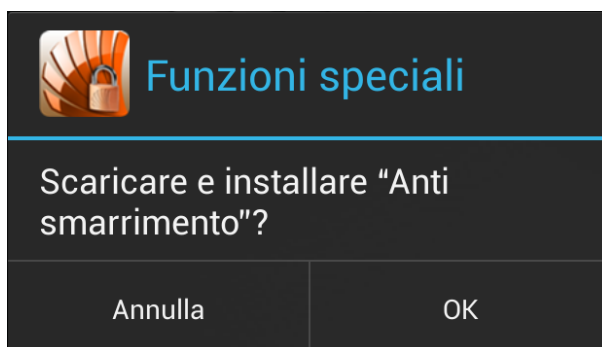 Funzioni speciali
Scaricare e installare “Anti
smarrimento”?
Annulla
OK